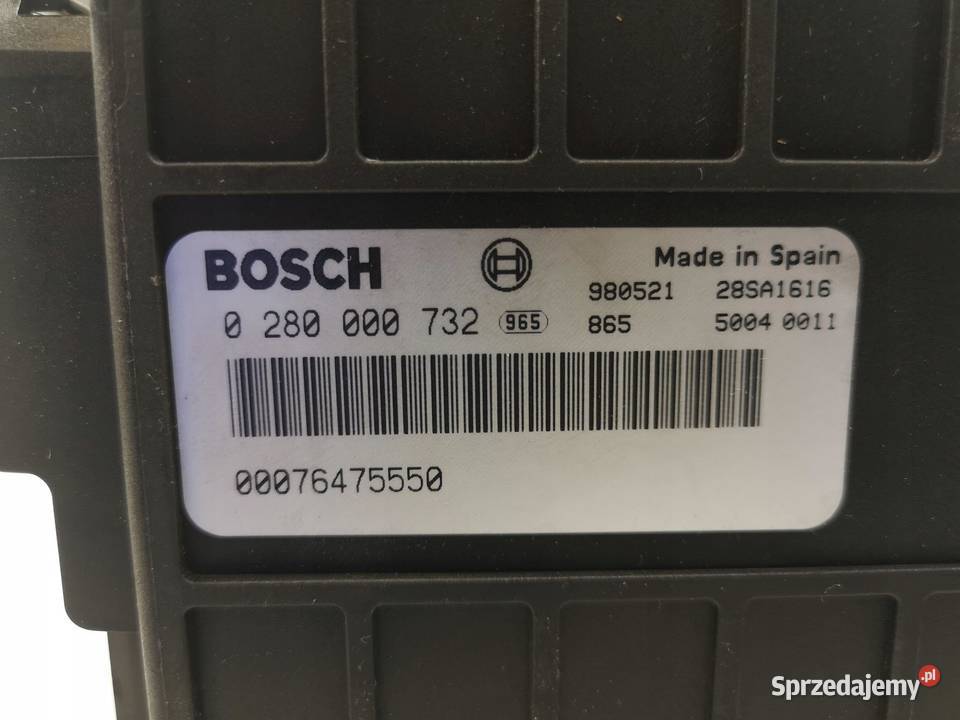 BOSCH
Made in Spain
980521 28SA1616
0 280 000 732 965 865 5004 0011
00076475550
Sprzedajemy.pl